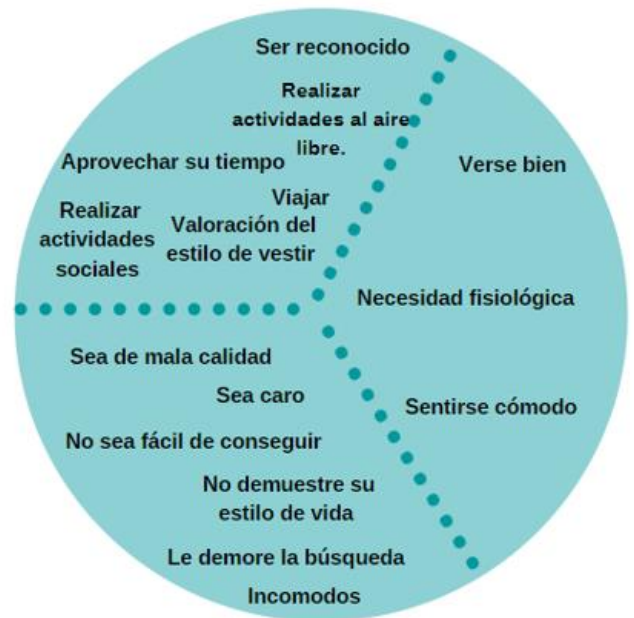 Ser reconocido
Realizar
actividades al aire
libre.
Aprovechar su tiempo
Viajar
Realizar
actividades
sociales
Valoración del
estilo de vestir
Verse bien
Necesidad fisiológica
Sentirse cómodo
Sea de mala calidad
Sea caro
No sea fácil de conseguir
No demuestre su
estilo de vida
Le demore la búsqueda
Incomodos